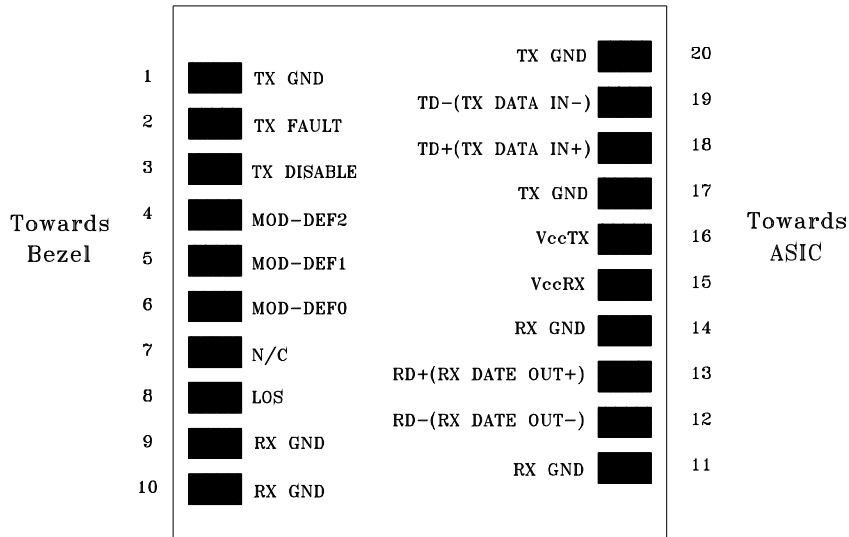 1 TX GND
2 TX FAULT
3 TX DISABLE
4 MOD-DEF2
5 MOD-DEF1
6 MOD-DEF0
7 N/C
8 LOS
9 RX GND
10 RX GND
Towards
Bezel
TX GND 20
TD-(TX DATA IN-) 19
TD+(TX DATA IN+) 18
TX GND 17
VccTX 16
VccRX 15
RX GND 14
RD+(RX DATE OUT+) 13
RD-(RX DATE OUT-) 12
RX GND 11
Towards
ASIC